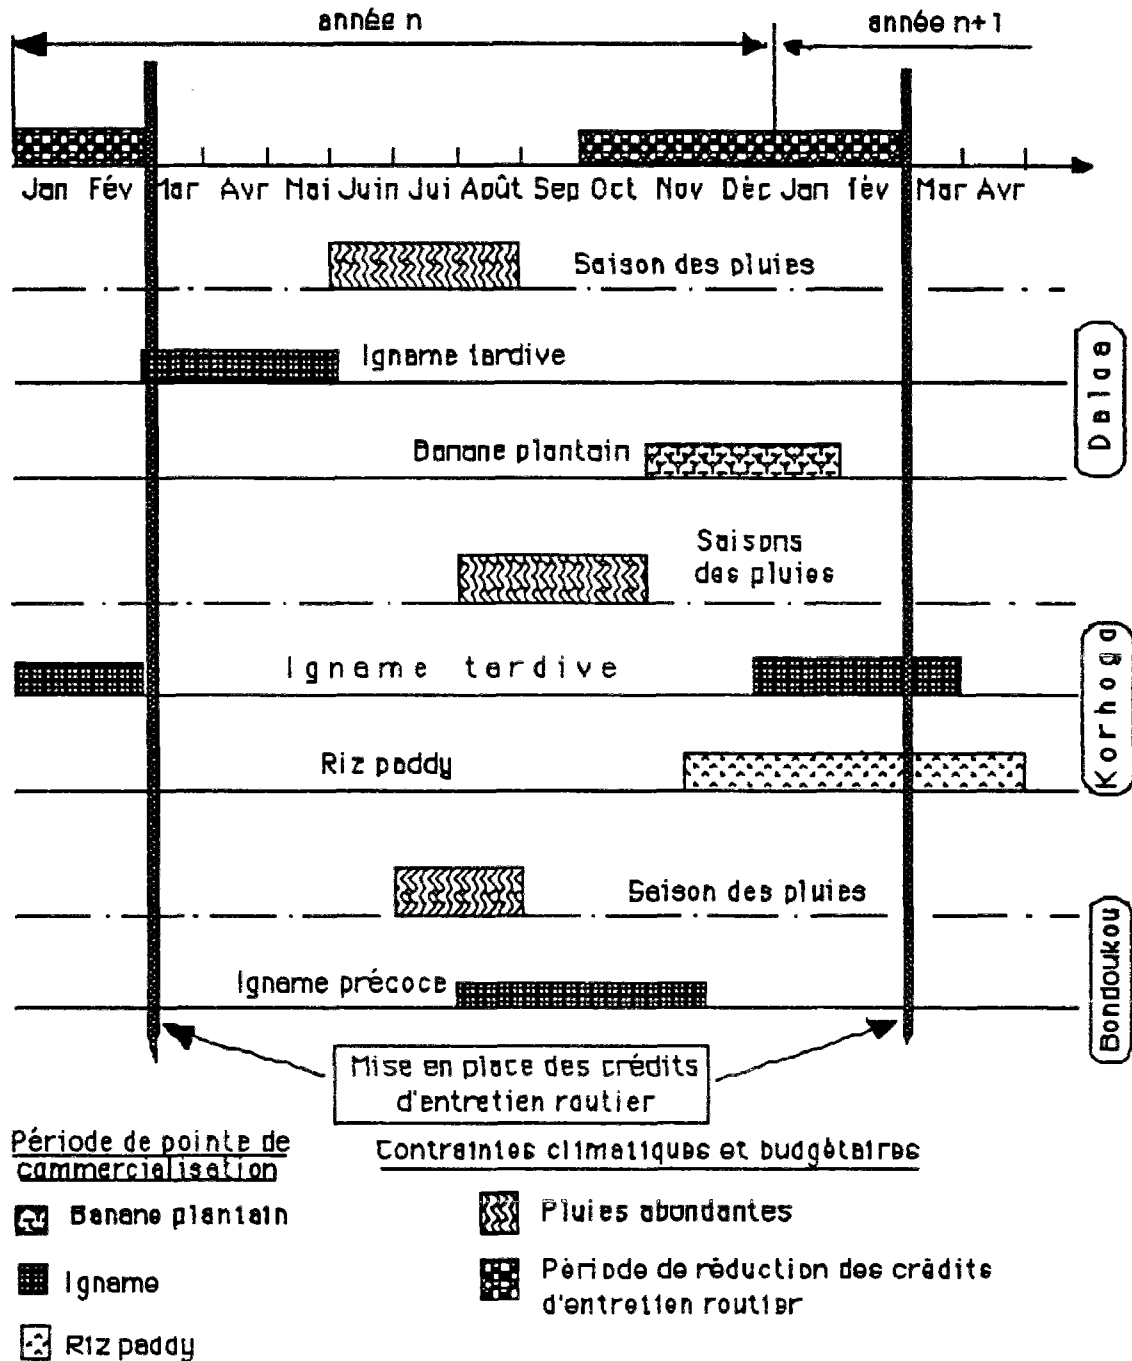 année n
année n+1
Jan Fév Mar Avr Mai Juin Jui Août Sep Oct Nov Déc Jan fév Mar Avr
Saison des pluies
Igname tardive
Banane plantain
Daloa
Saisons
des pluies
Igname tardive
Riz paddy
Korhogo
Saison des pluies
Igname précoce
Bondoukou
Mise en place des crédits
d'entretien routier
Période de pointe de
commercialisation
Contraintes climatiques et budgétaires
Banane plantain
Pluies abondantes
Igname
Période de réduction des crédits
d'entretien routier
Riz paddy